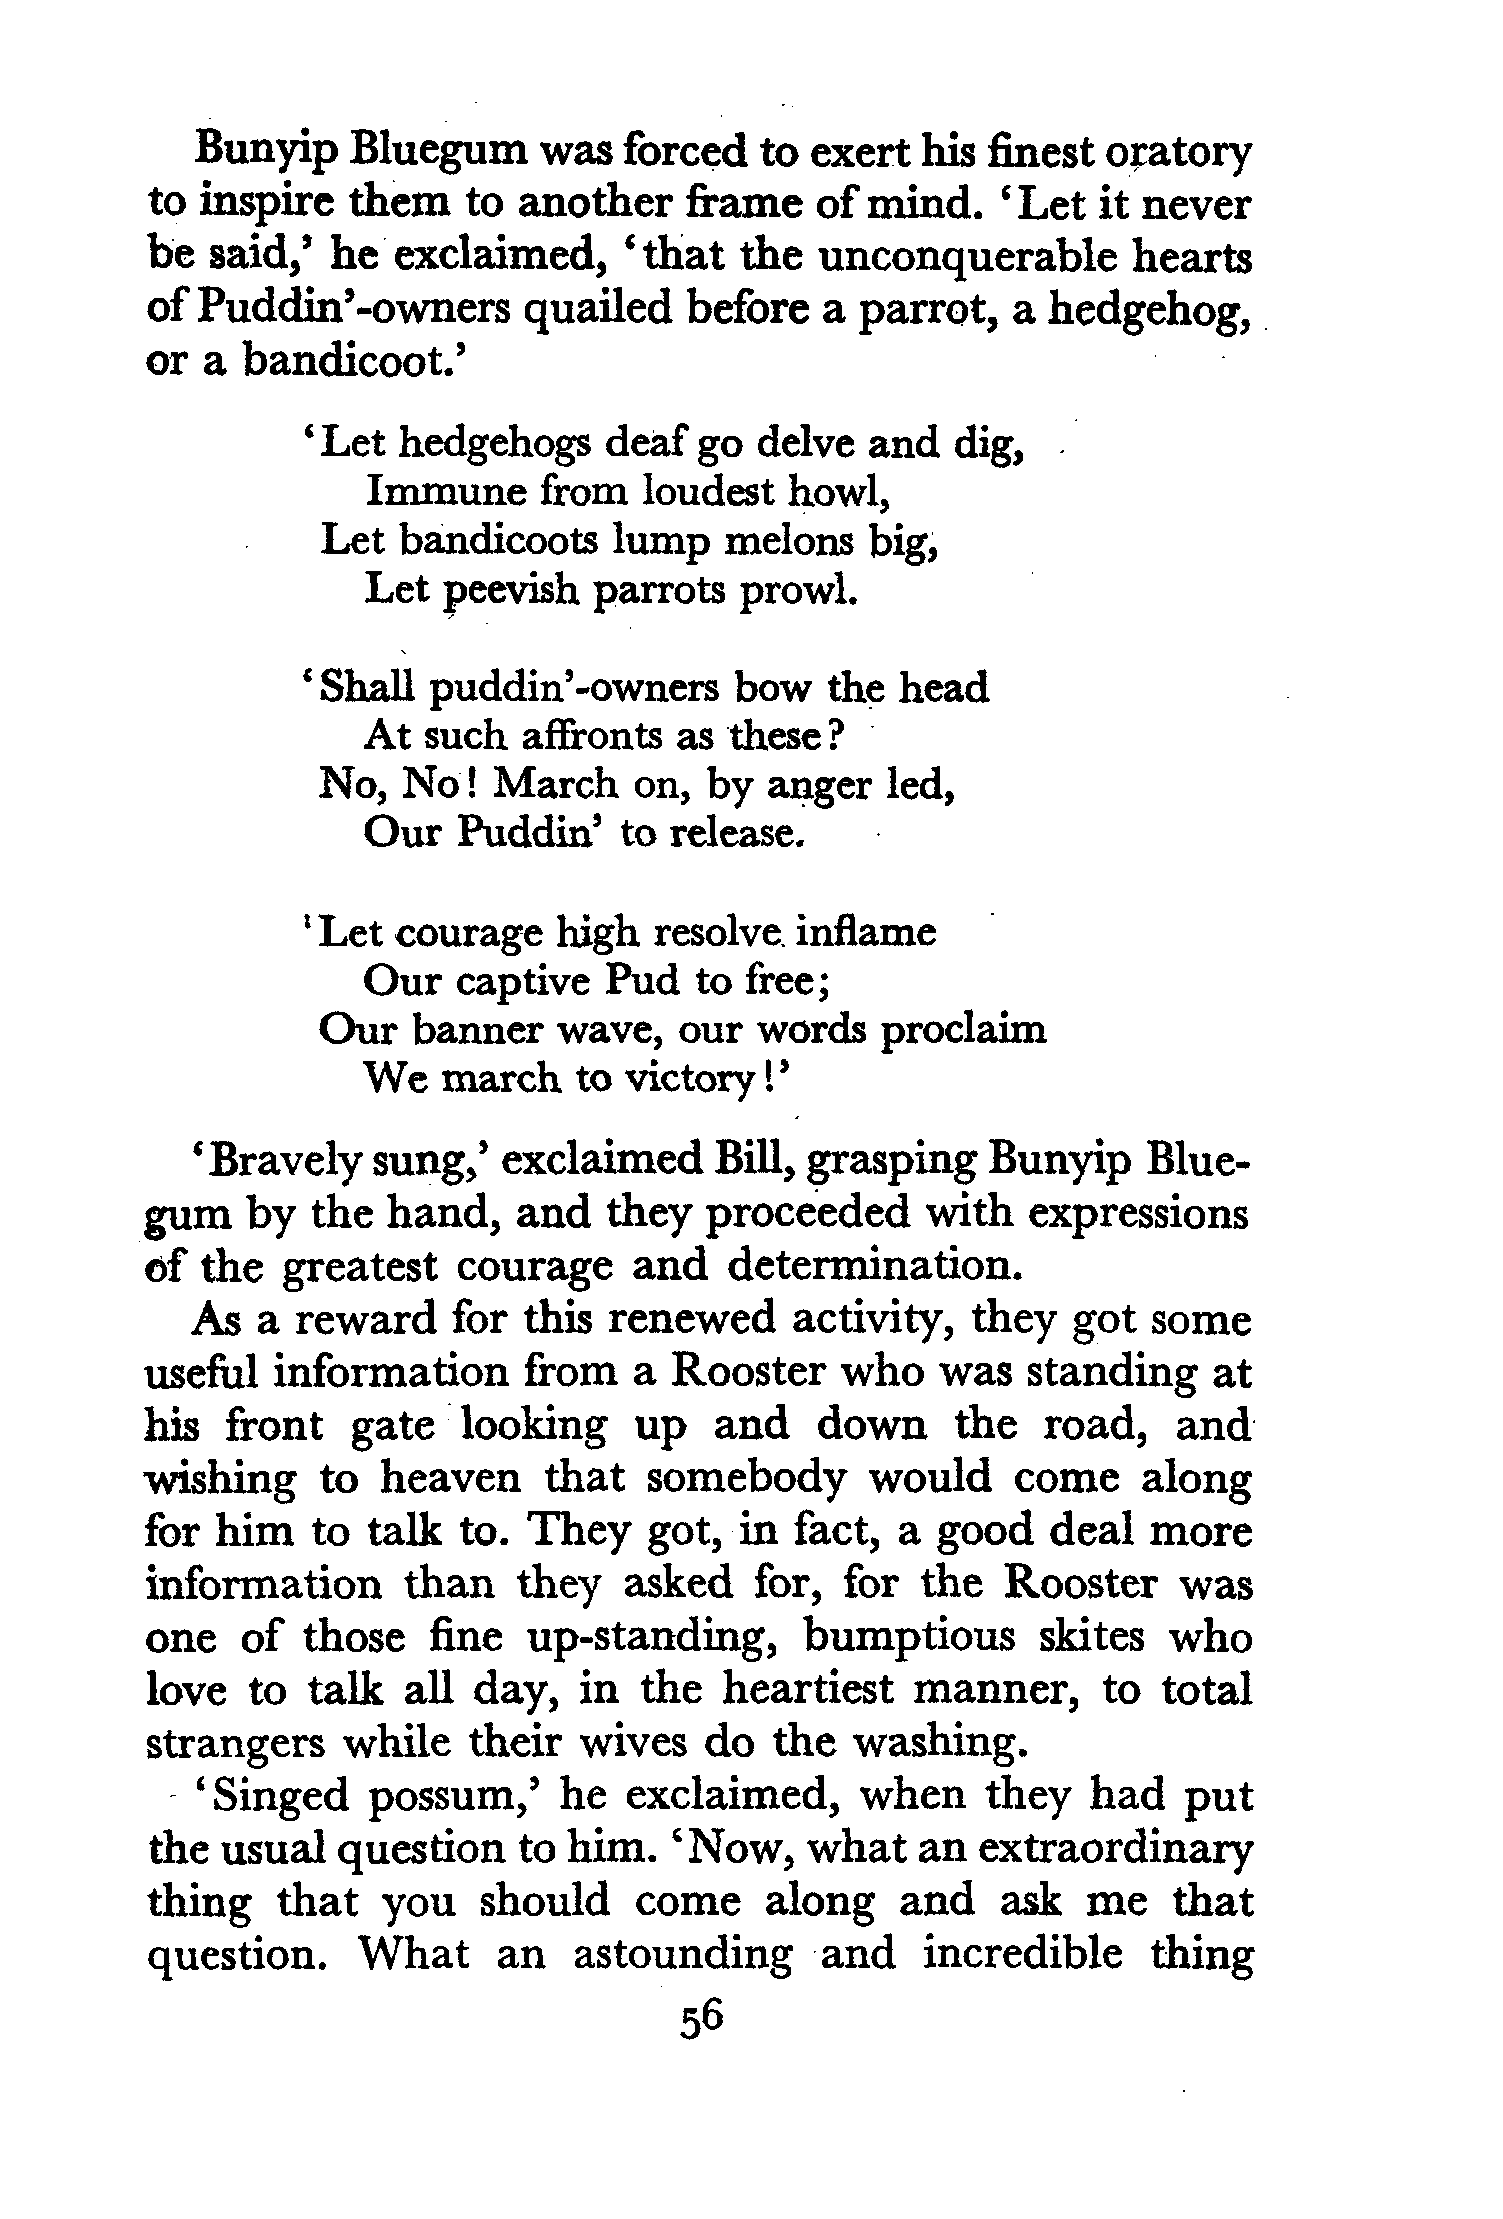 Bunyip Bluegum was forced to exert his finest oratory
to inspire them to another frame of mind. ‘Let it never
be said,’ he exclaimed, ‘that the unconquerable hearts
of Puddin’-owners quailed before a parrot, a hedgehog,
or a bandicoot.’
‘Let hedgehogs deaf go delve and dig,
Immune from loudest howl,
Let bandicoots lump melons big,
Let peevish parrots prowl.
‘Shall puddin’-owners bow the head
At such affronts as these?
No, No! March on, by anger led,
Our Puddin’ to release.
‘Let courage high resolve inflame
Our captive Pud to free;
Our banner wave, our words proclaim
We march to victory!’
‘Bravely sung,’ exclaimed Bill, grasping Bunyip Blue-
gum by the hand, and they proceeded with expressions
of the greatest courage and determination.
As a reward for this renewed activity, they got some
useful information from a Rooster who was standing at
his front gate looking up and down the road, and
wishing to heaven that somebody would come along
for him to talk to. They got, in fact, a good deal more
information than they asked for, for the Rooster was
one of those fine up-standing, bumptious skites who
love to talk all day, in the heartiest manner, to total
strangers while their wives do the washing.
‘Singed possum,’ he exclaimed, when they had put
the usual question to him. ‘Now, what an extraordinary
thing that you should come along and ask me that
question. What an astounding and incredible thing
56